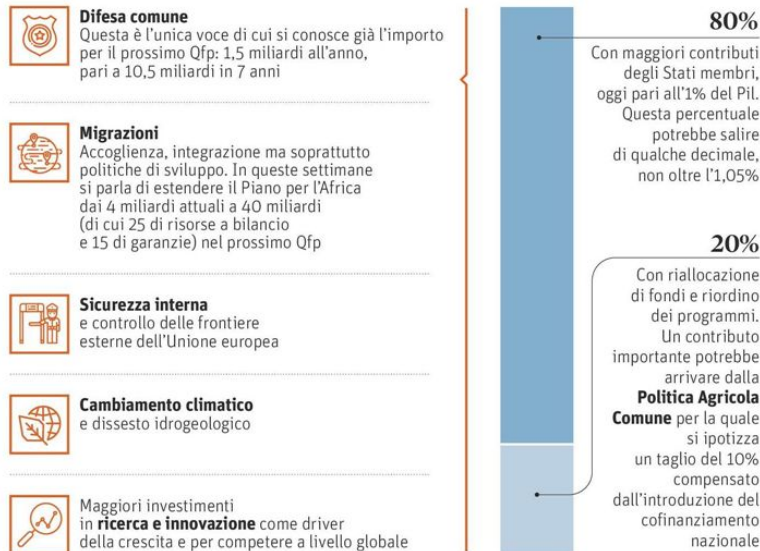 Difesa comune
Questa è l'unica voce di cui si conosce già l'importo
per il prossimo Qfp: 1,5 miliardi all'anno,
pari a 10,5 miliardi in 7 anni
Migrazioni
Accoglienza, integrazione ma soprattutto
politiche di sviluppo. In queste settimane
si parla di estendere il Piano per l'Africa
dai 4 miliardi attuali a 40 miliardi
(di cui 25 di risorse a bilancio
e 15 di garanzie) nel prossimo Qfp
Sicurezza interna
e controllo delle frontiere
esterne dell'Unione europea
Cambiamento climatico
e dissesto idrogeologico
Maggiori investimenti
in ricerca e innovazione come driver
della crescita e per competere a livello globale
80%
Con maggiori contributi
degli Stati membri,
oggi pari all'1% del Pil.
Questa percentuale
potrebbe salire
di qualche decimale,
non oltre l'1,05%
20%
Con riallocazione
di fondi e riordino
dei programmi.
Un contributo
importante potrebbe
arrivare dalla
Politica Agricola
Comune per la quale
si ipotizza
un taglio del 10%
compensato
dall'introduzione del
cofinanziamento
nazionale